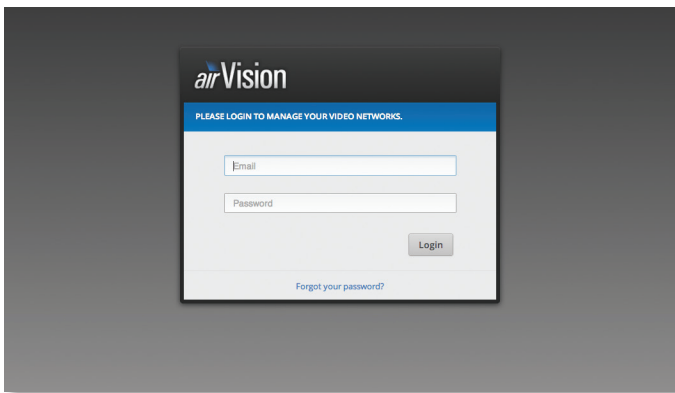 airVision
PLEASE LOGIN TO MANAGE YOUR VIDEO NETWORKS.
Email
Password
Login
Forgot your password?